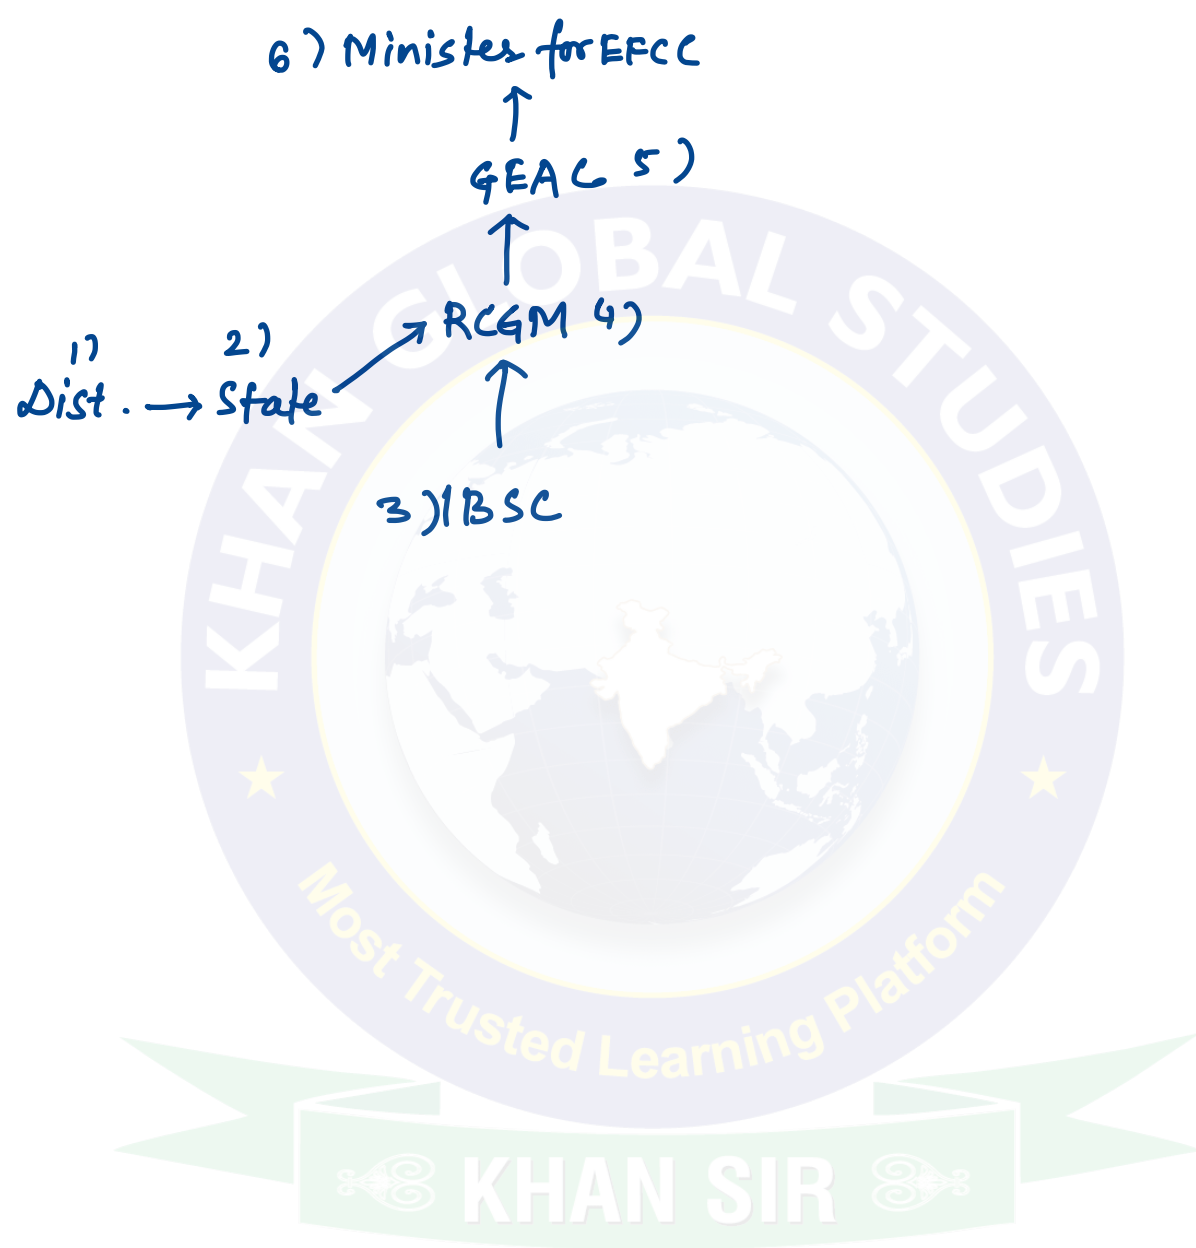 6) Minister for EFCC
GEAC 5)
RCGM 4)
1) 2)
Dist. → State
3) IBSC
KHAN GLOBAL STUDIES
Most Trusted Learning Platform
KHAN SIR